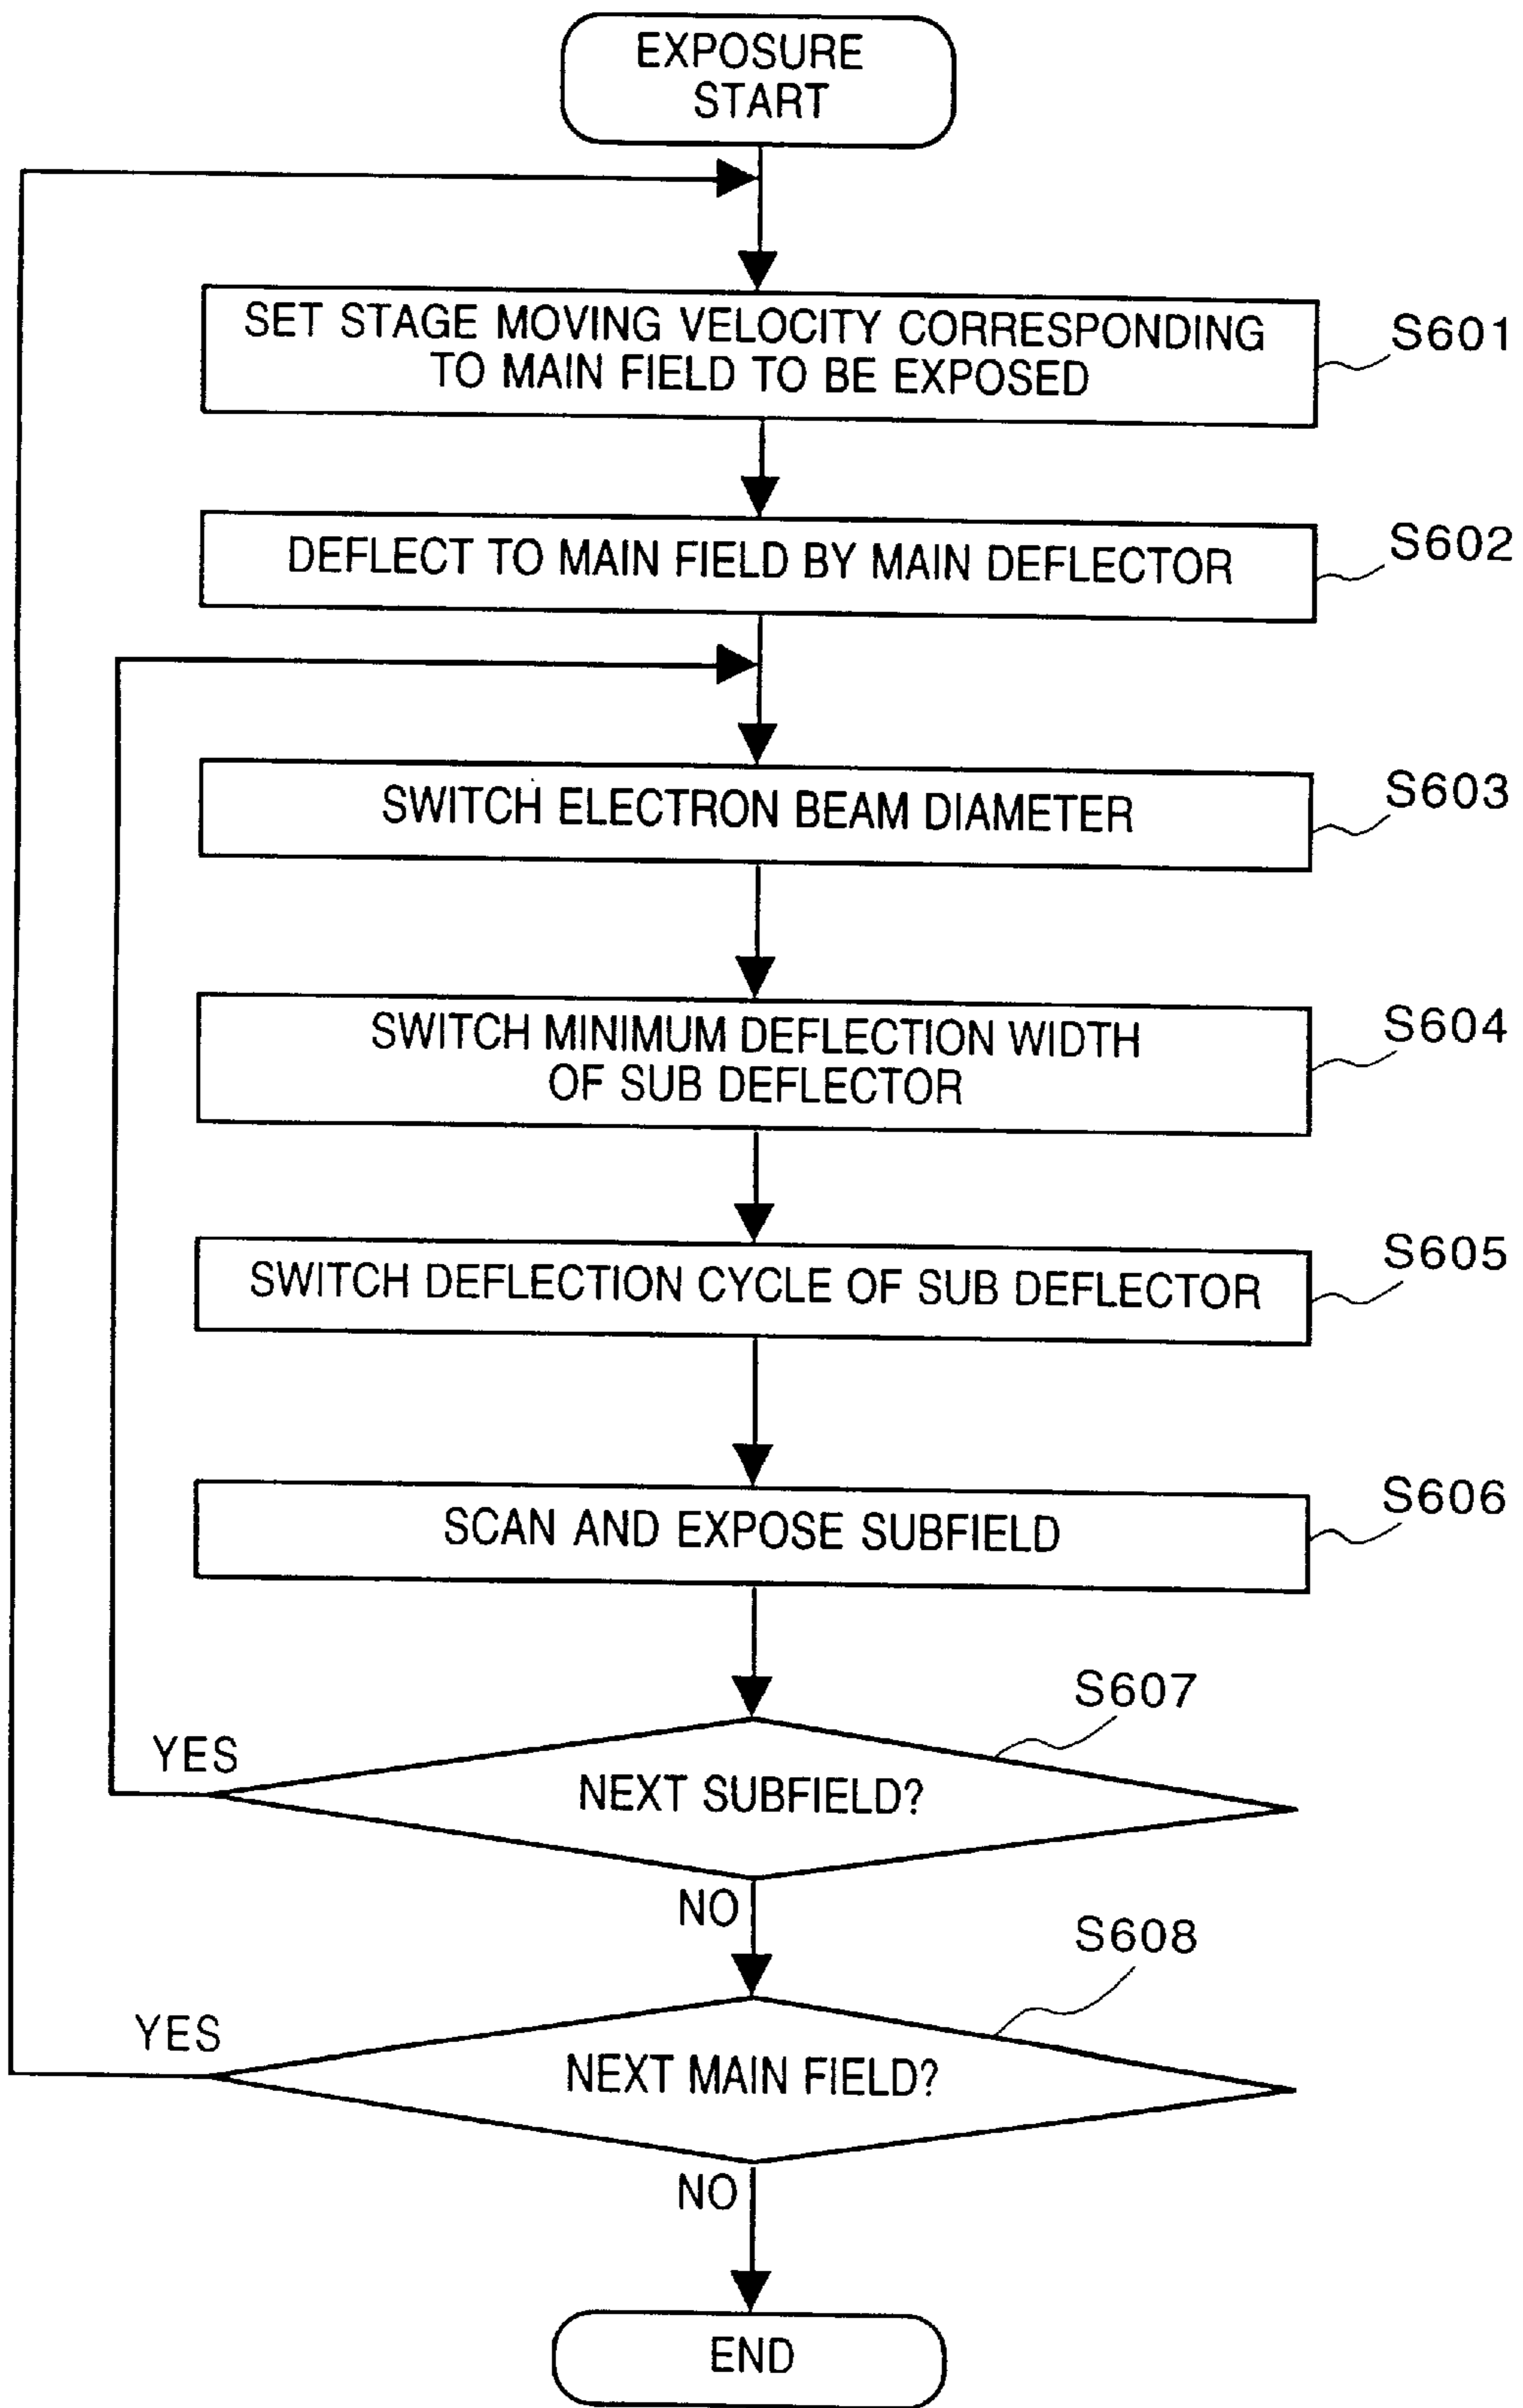 EXPOSURE
START
SET STAGE MOVING VELOCITY CORRESPONDING
TO MAIN FIELD TO BE EXPOSED
S601
DEFLECT TO MAIN FIELD BY MAIN DEFLECTOR
S602
SWITCH ELECTRON BEAM DIAMETER
S603
SWITCH MINIMUM DEFLECTION WIDTH
OF SUB DEFLECTOR
S604
SWITCH DEFLECTION CYCLE OF SUB DEFLECTOR
S605
SCAN AND EXPOSE SUBFIELD
S606
S607
YES
NEXT SUBFIELD?
NO
S608
YES
NEXT MAIN FIELD?
NO
END